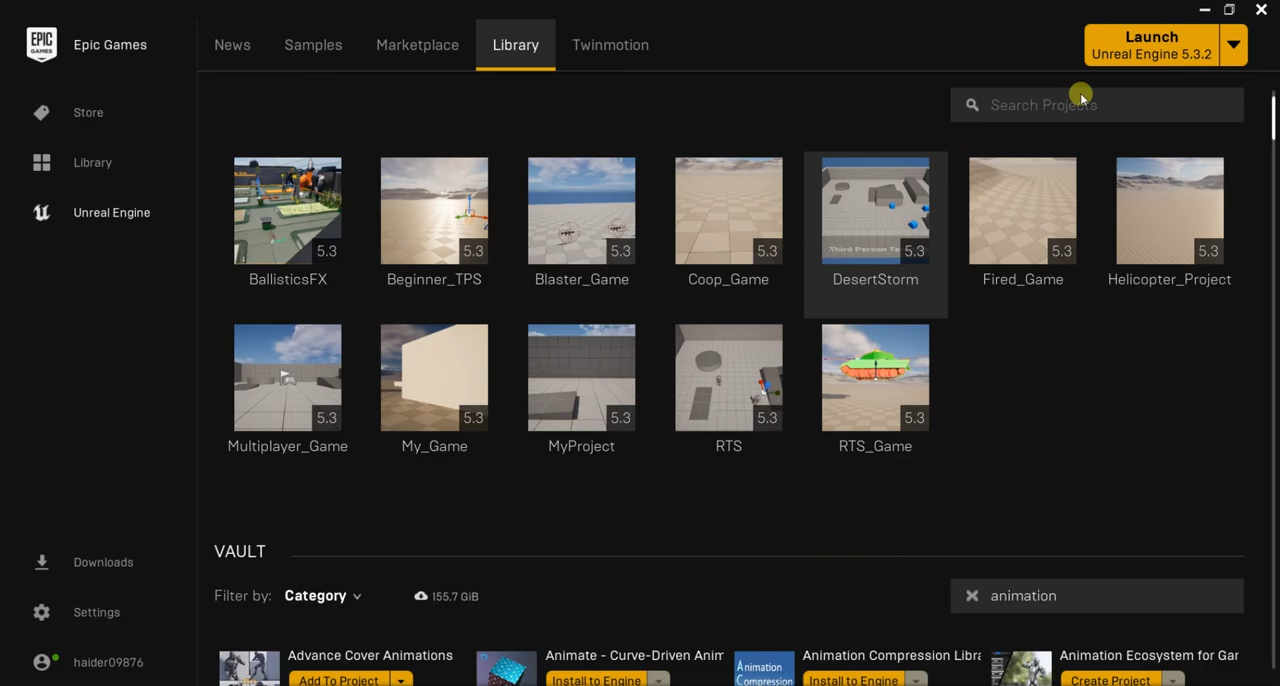 EPIC GAMES
Epic Games
News
Samples
Marketplace
Library
Twinmotion
Launch
Unreal Engine 5.3.2
Store
Library
Unreal Engine
Search Projects
5.3
5.3
5.3
5.3
Third Person Te
5.3
5.3
5.3
BallisticsFX
Beginner_TPS
Blaster_Game
Coop_Game
DesertStorm
Fired_Game
Helicopter_Project
5.3
5.3
5.3
5.3
5.3
Multiplayer_Game
My_Game
MyProject
RTS
RTS_Game
VAULT
Filter by:
Category
155.7 GiB
animation
Downloads
Settings
haider09876
Advance Cover Animations
Add To Project
Animate - Curve-Driven Anim
Install to Engine
Animation Compression
Animation Compression Libra
Install to Engine
Animation Ecosystem for Gar
Create Project